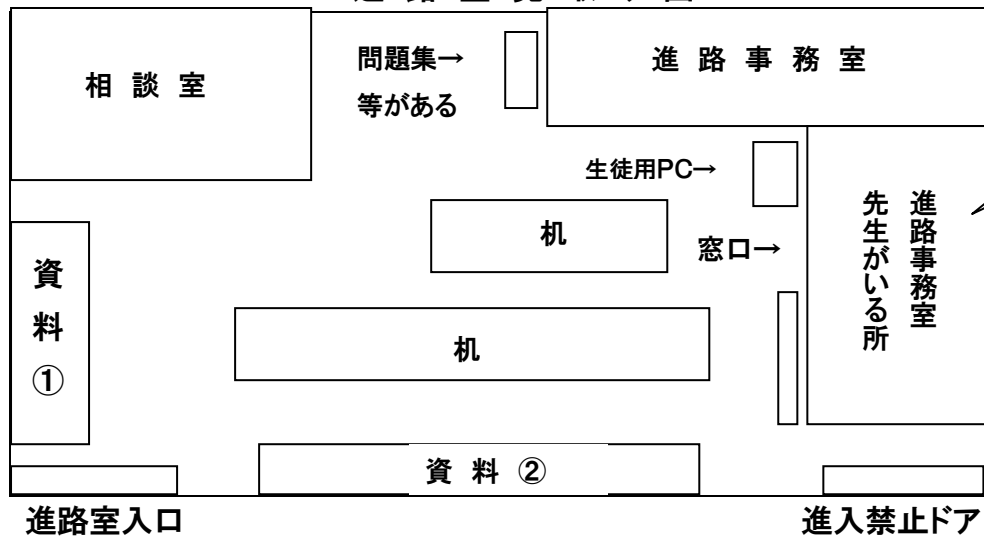 相 談 室
問題集→
等がある
進 路 事 務 室
生徒用PC→
机
窓口→
進路事務室
先生がいる所
資料①
机
資 料 ②
進路室入口
進入禁止ドア